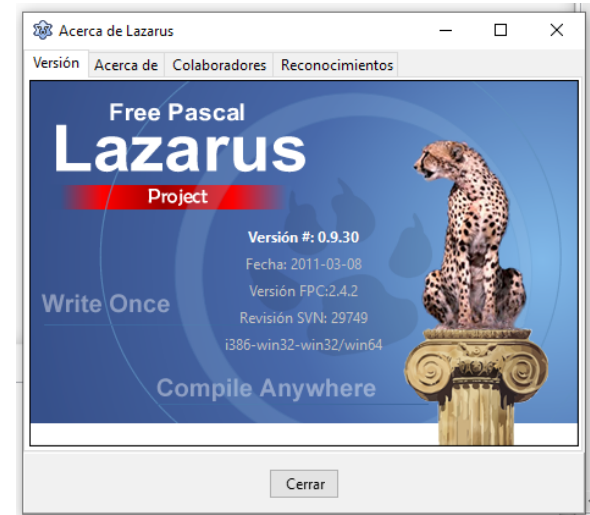 Acerca de Lazarus
Versión Acerca de Colaboradores Reconocimientos
Free Pascal
Lazarus
Project
Versión #: 0.9.30
Fecha: 2011-03-08
Versión FPC:2.4.2
Write Once
Revisión SVN: 29749
i386-win32-win32/win64
Compile Anywhere
Cerrar